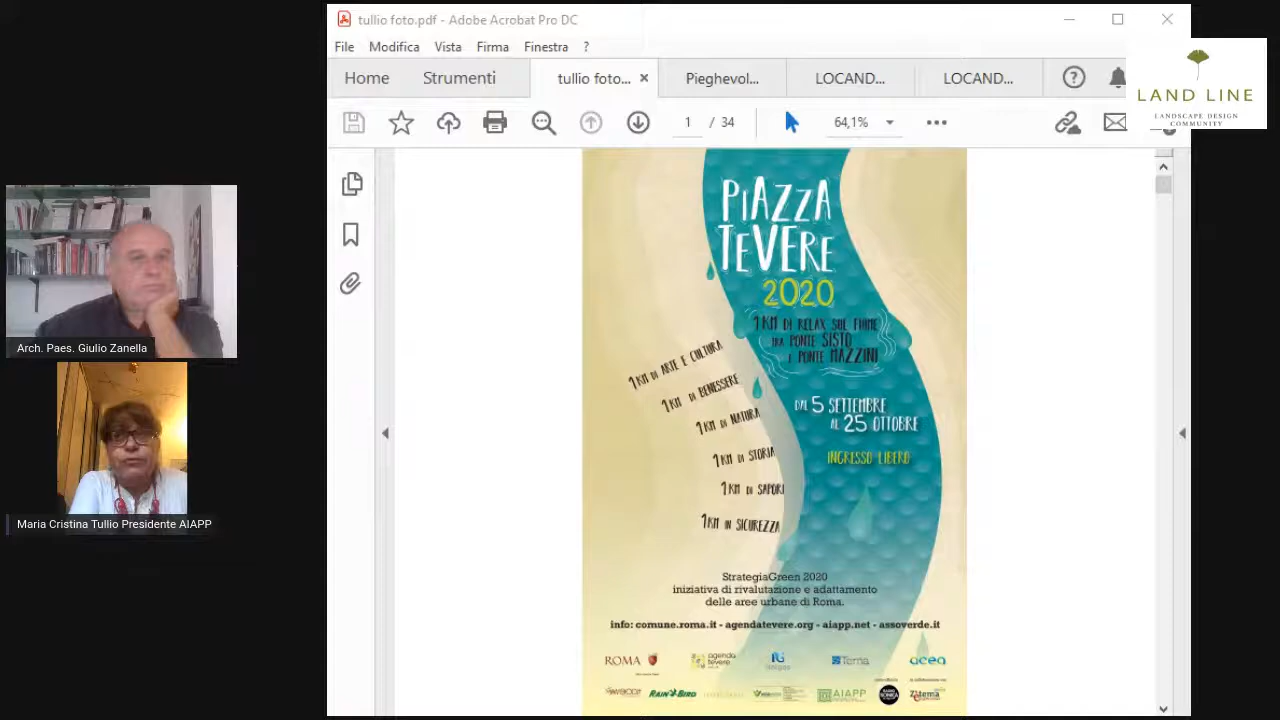 tullio foto.pdf - Adobe Acrobat Pro DC
File Modifica Vista Firma Finestra ?
Home Strumenti tullio foto... × Pieghevol... LOCAND... LOCAND...
1 / 34 64,1%
LAND LINE
LANDSCAPE DESIGN
COMMUNITY
PIAZZA
TEVERE
2020
1 KM DI RELAX SUL FIUME
TRA PONTE SISTO
E PONTE MAZZINI
1 KM DI ARTE E CULTURA
1 KM DI BENESSERE
1 KM DI NATURA
1 KM DI STORIA
1 KM DI SAPORI
1 KM IN SICUREZZA
DAL 5 SETTEMBRE
AL 25 OTTOBRE
INGRESSO LIBERO
StrategiaGreen 2020
iniziativa di rivalutazione e adattamento
delle aree urbane di Roma.
info: comune.roma.it - agendatevere.org - aiapp.net - assoverde.it
ROMA
agenda
tevere
italgas
Terna
acea
RAIN BIRD
AIAPP
Zètema
Arch. Paes. Giulio Zanella
Maria Cristina Tullio Presidente AIAPP